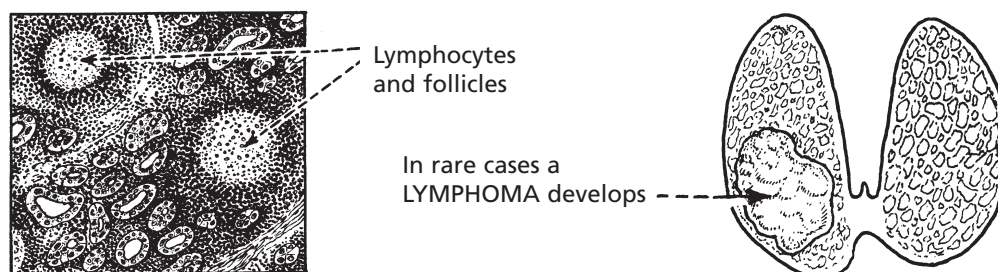 Lymphocytes
and follicles
In rare cases a
LYMPHOMA develops